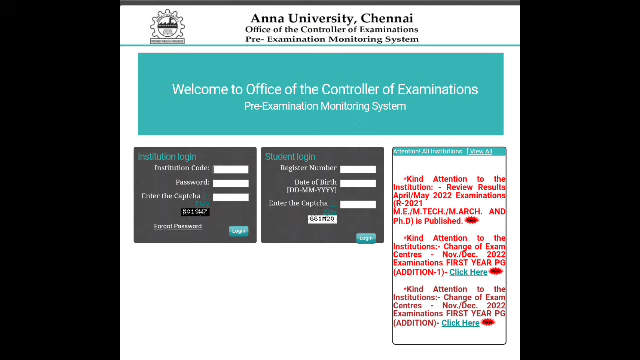 Anna University, Chennai
Office of the Controller of Examinations
Pre- Examination Monitoring System
Welcome to Office of the Controller of Examinations
Pre-Examination Monitoring System
Institution login
Institution Code:
Password:
Enter the Captcha
Forgot Password
Login
Student login
Register Number
Date of Birth
[DD-MM-YYYY]
Enter the Captcha
Login
Attention! All Institutions [ View All
*Kind Attention to the
Institution: - Review Results
April/May 2022 Examinations
(R-2021
M.E./M.TECH./M.ARCH. AND
Ph.D) is Published.
*Kind Attention to the
Institutions:- Change of Exam
Centres - Nov./Dec. 2022
Examinations FIRST YEAR PG
(ADDITION-1)- Click Here
*Kind Attention to the
Institutions:- Change of Exam
Centres - Nov./Dec. 2022
Examinations FIRST YEAR PG
(ADDITION)- Click Here